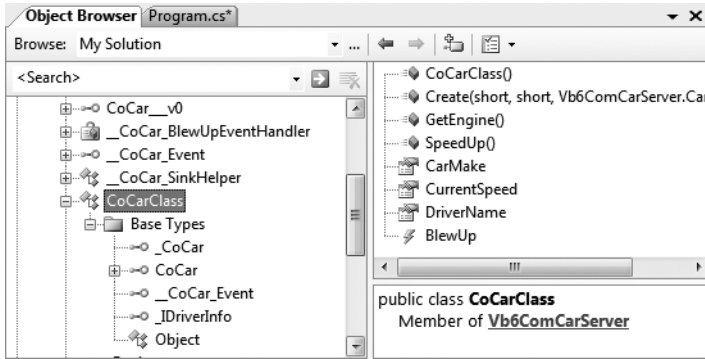 Object Browser Program.cs*
Browse: My Solution ...
<Search>
CoCar__v0
__CoCar_BlewUpEventHandler
__CoCar_Event
__CoCar_SinkHelper
CoCarClass
Base Types
_CoCar
CoCar
__CoCar_Event
_IDriverInfo
Object
CoCarClass()
Create(short, short, Vb6ComCarServer.Car
GetEngine()
SpeedUp()
CarMake
CurrentSpeed
DriverName
BlewUp
public class CoCarClass
Member of Vb6ComCarServer